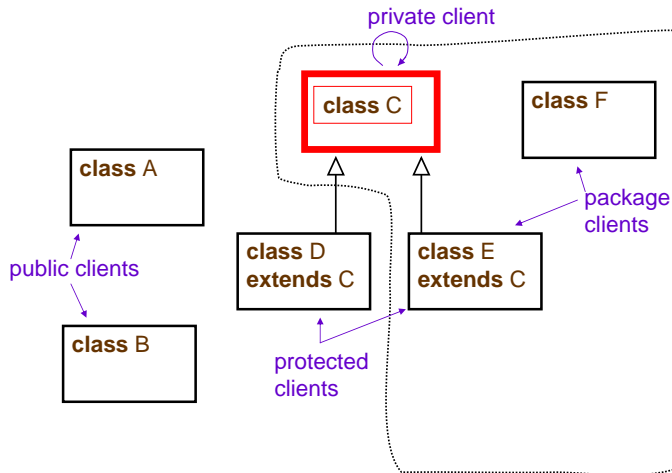 private client
class C
class F
class A
package
clients
class D
extends C
class E
extends C
public clients
class B
protected
clients